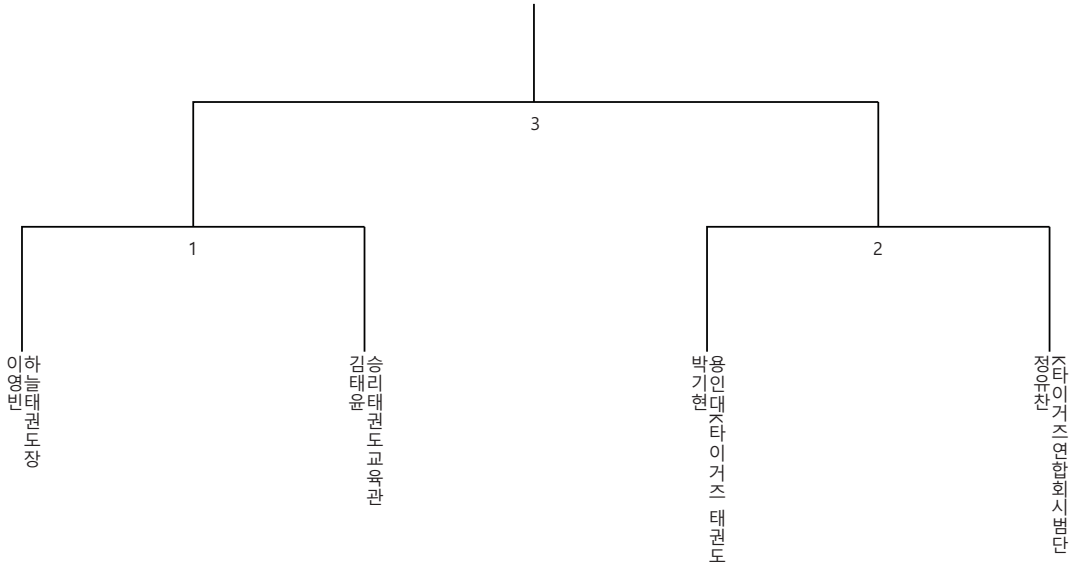 3
1
2
이영빈
하늘태권도장
김태윤
승리태권도교육관
박기현
용인대ㅈ타이거즈 태권도
정유찬
ㅈ타이거즈연합회시범단